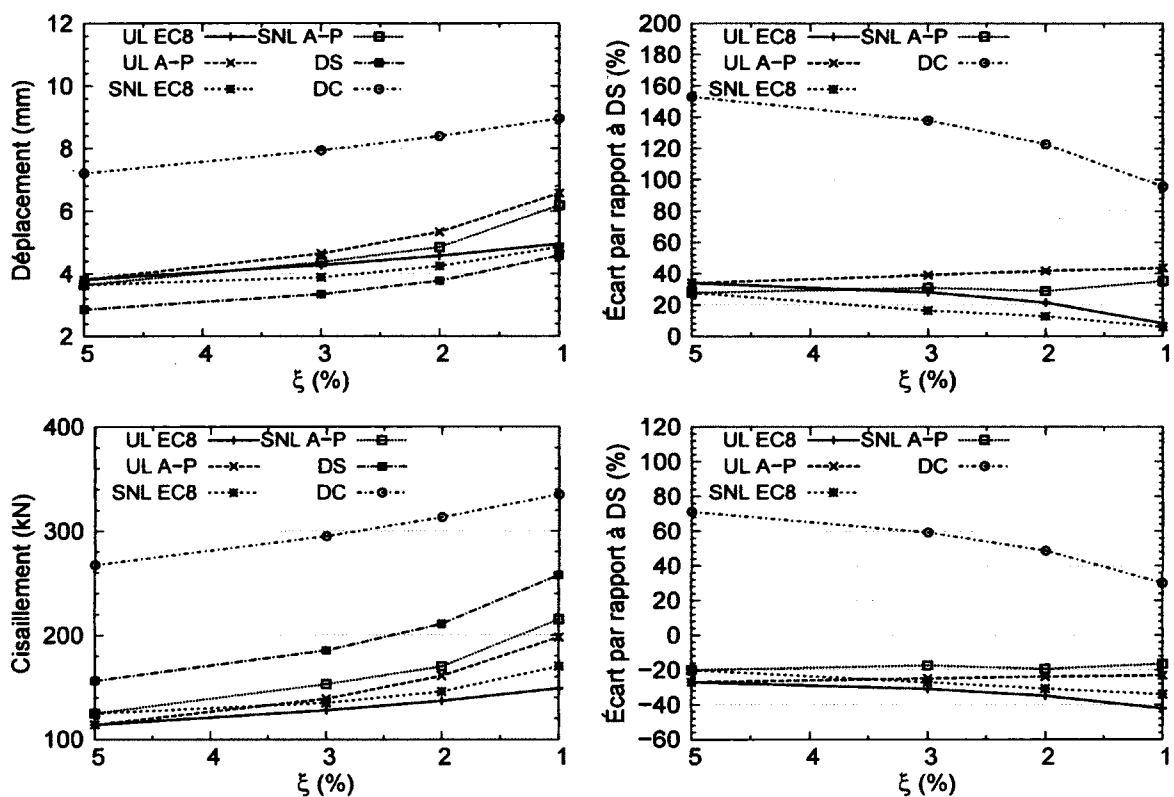 Déplacement (mm)
12
10
8
6
4
2
UL EC8
SNL A-P
UL A-P
DS
SNL EC8
DC
5
4
3
2
1
ξ (%)
Écart par rapport à DS (%)
200
180
160
140
120
100
80
60
40
20
0
UL EC8
SNL A-P
UL A-P
DC
SNL EC8
5
4
3
2
1
ξ (%)
Cisaillement (kN)
400
300
200
100
UL EC8
SNL A-P
UL A-P
DS
SNL EC8
DC
5
4
3
2
1
ξ (%)
Écart par rapport à DS (%)
120
100
80
60
40
20
0
−20
−40
−60
UL EC8
SNL A-P
UL A-P
DC
SNL EC8
5
4
3
2
1
ξ (%)